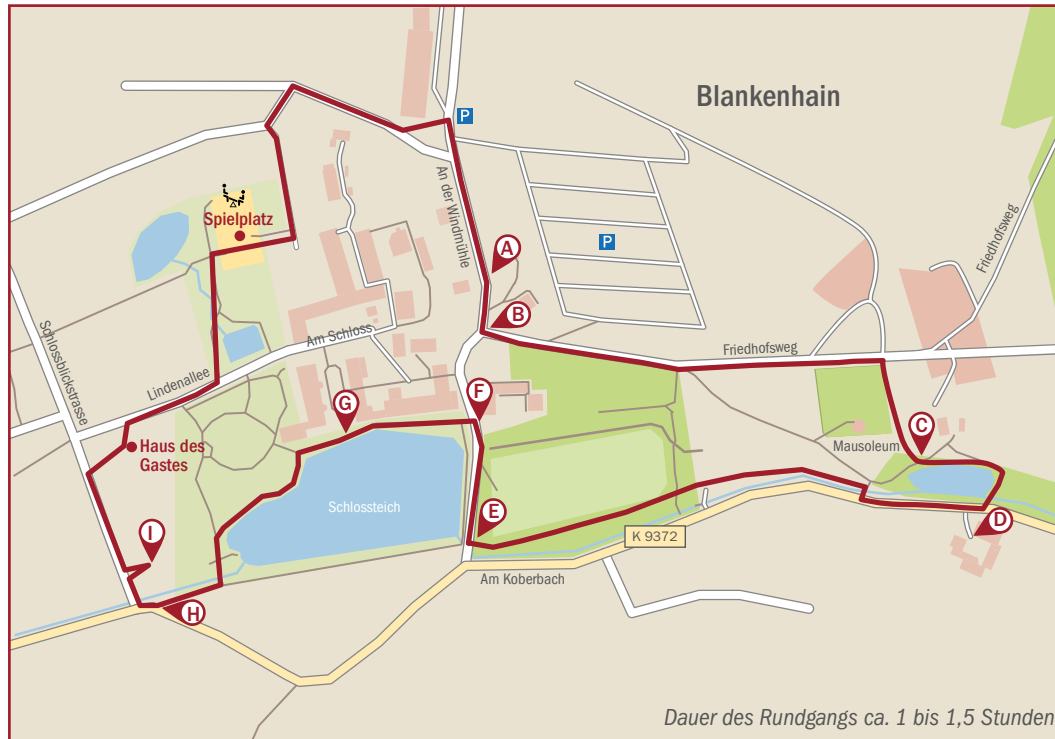 Blankenhain
P
An der Windmühle
Spielplatz
P
A
Friedhofsweg
B
Schlossblickstrasse
Am Schloss
Lindenallee
Friedhofsweg
F
G
C
Haus des
Gastes
Mausoleum
Schlossteich
E
D
K 9372
I
Am Koberbach
H
Dauer des Rundgangs ca. 1 bis 1,5 Stunden